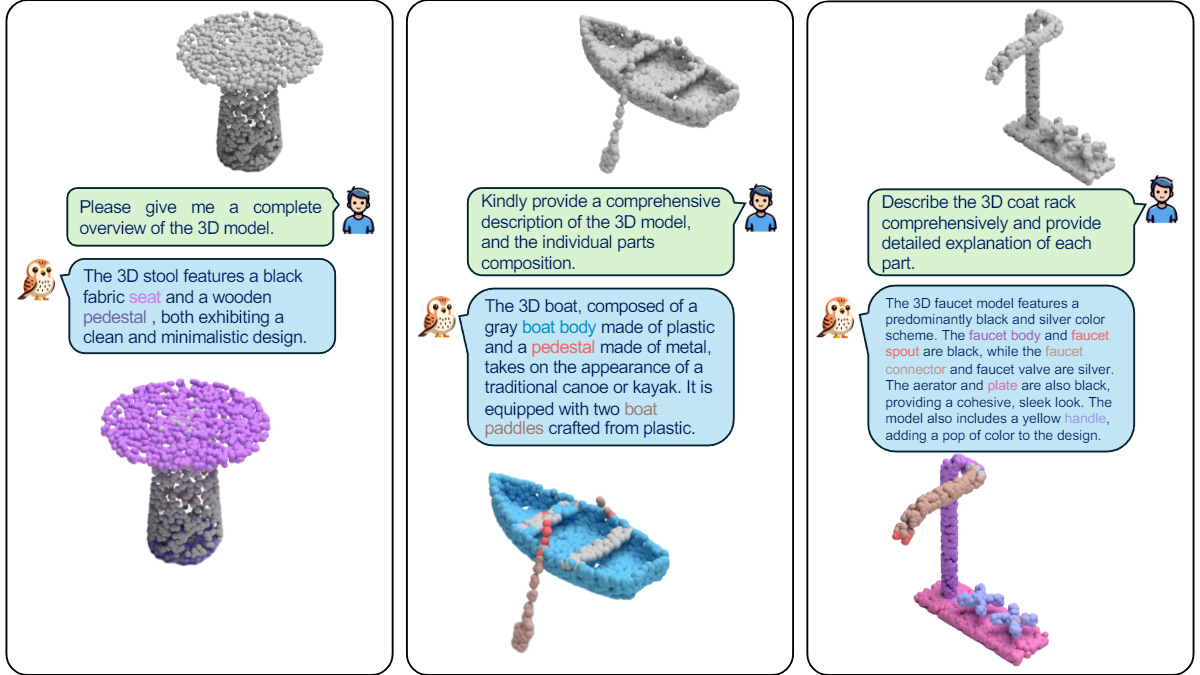 Please give me a complete
overview of the 3D model.
The 3D stool features a black
fabric seat and a wooden
pedestal , both exhibiting a
clean and minimalistic design.
Kindly provide a comprehensive
description of the 3D model,
and the individual parts
composition.
The 3D boat, composed of a
gray boat body made of plastic
and a pedestal made of metal,
takes on the appearance of a
traditional canoe or kayak. It is
equipped with two boat
paddles crafted from plastic.
Describe the 3D coat rack
comprehensively and provide
detailed explanation of each
part.
The 3D faucet model features a
predominantly black and silver color
scheme. The faucet body and faucet
spout are black, while the faucet
connector and faucet valve are silver.
The aerator and plate are also black,
providing a cohesive, sleek look. The
model also includes a yellow handle,
adding a pop of color to the design.